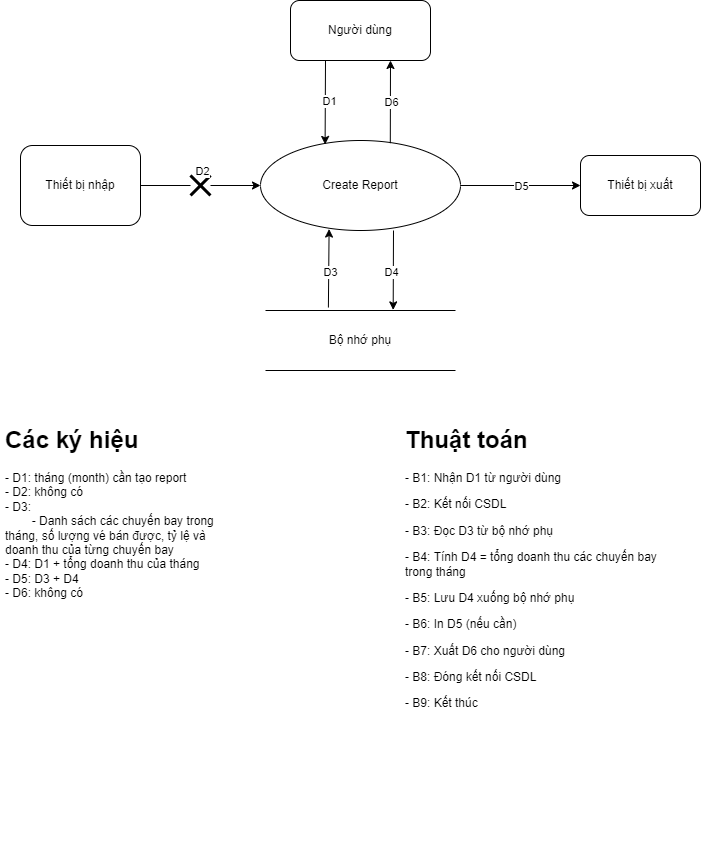 Người dùng
D1
D6
D2
Thiết bị nhập
Create Report
D5
Thiết bị xuất
D3
D4
Bộ nhớ phụ
Các ký hiệu
- D1: tháng (month) cần tạo report
- D2: không có
- D3:
- Danh sách các chuyến bay trong
tháng, số lượng vé bán được, tỷ lệ và
doanh thu của từng chuyến bay
- D4: D1 + tổng doanh thu của tháng
- D5: D3 + D4
- D6: không có
Thuật toán
- B1: Nhận D1 từ người dùng
- B2: Kết nối CSDL
- B3: Đọc D3 từ bộ nhớ phụ
- B4: Tính D4 = tổng doanh thu các chuyến bay
trong tháng
- B5: Lưu D4 xuống bộ nhớ phụ
- B6: In D5 (nếu cần)
- B7: Xuất D6 cho người dùng
- B8: Đóng kết nối CSDL
- B9: Kết thúc